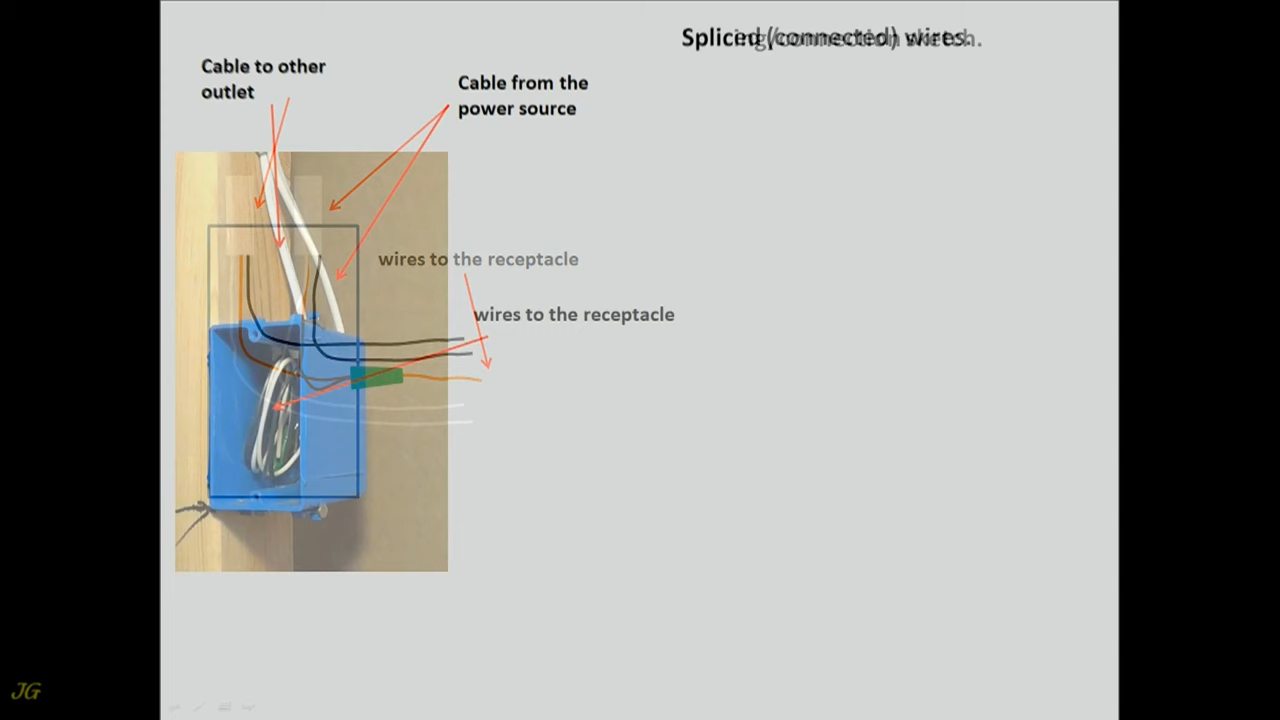 Spliced (connected) wires.
Cable to other
outlet
Cable from the
power source
wires to the receptacle
wires to the receptacle
JG